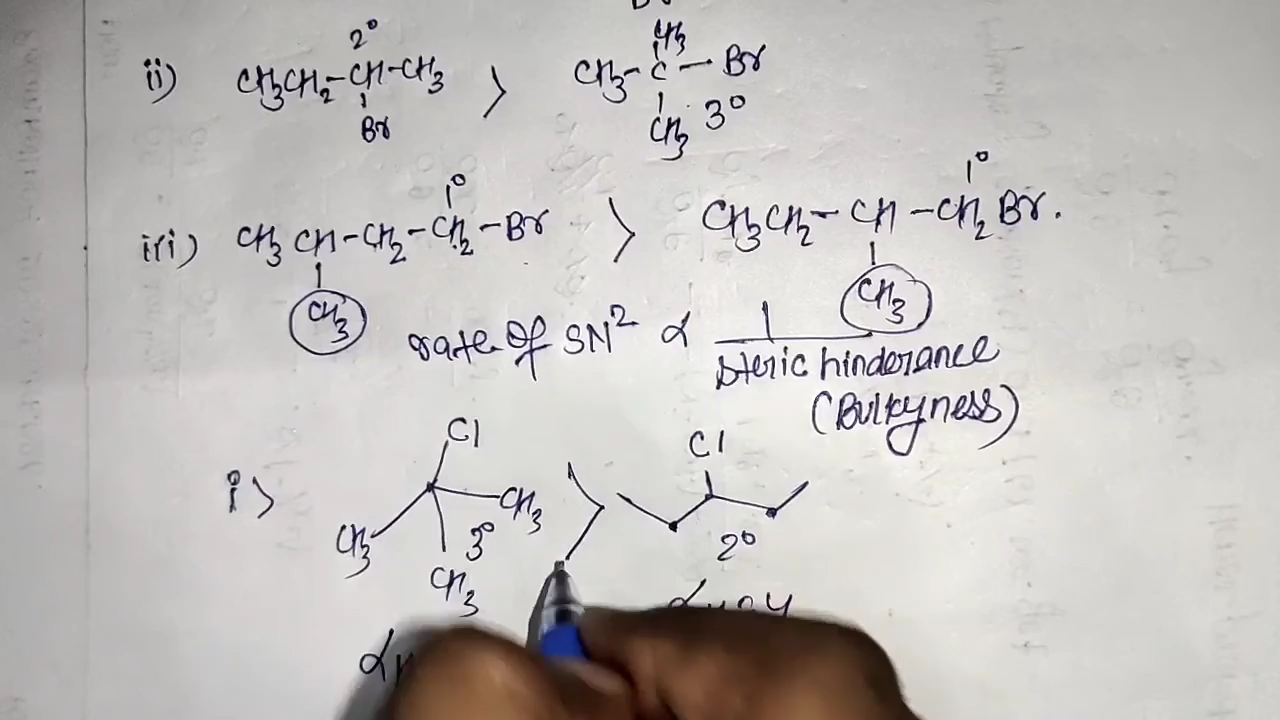 Br
2°
CH3
ii) CH3CH2-CH-CH3 > CH3-C-Br
Br
CH3 3°
1° 1°
iii) CH3CH-CH2-CH2-Br > CH3CH2-CH-CH2Br.
CH3 CH3
rate of SN2 α 1
Steric hinderance
(Bulkyness)
Cl Cl
i> CH3 CH3 >
3° 2°
CH3